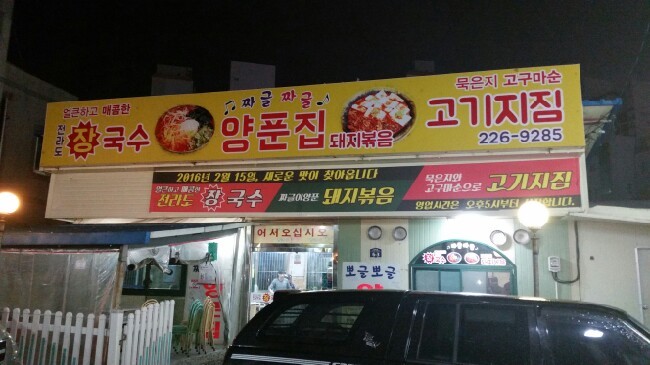 얼큰하고 매콤한
전라도 장 국수
짜글 짜글
양푼집
돼지볶음
묵은지 고구마순
고기지짐
226-9285
2016년 2월 15일, 새로운 맛이 찾아옵니다
얼큰하고 매콤한
전라도 장 국수
짜글이양푼 돼지볶음
묵은지와
고구마순으로
고기지짐
영업시간은 오후5시부터
어서오십시오
뽀글뽀글